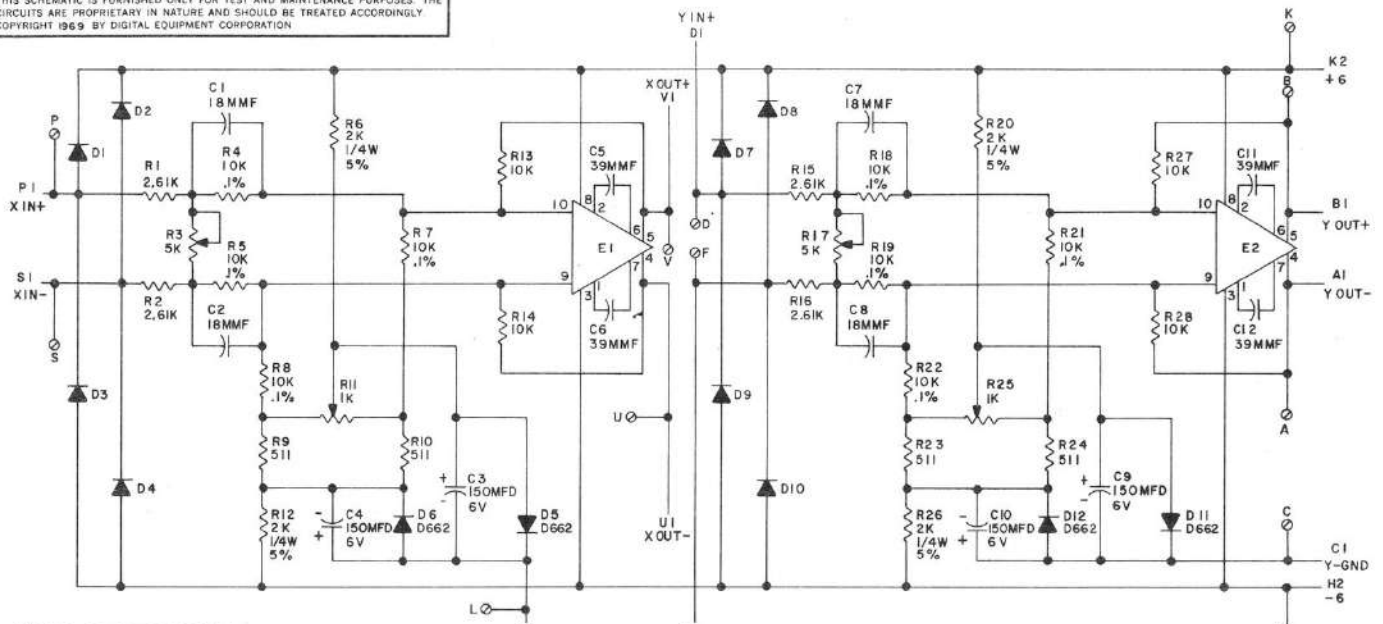 THIS SCHEMATIC IS FURNISHED ONLY FOR TEST AND MAINTENANCE PURPOSES. THE
CIRCUITS ARE PROPRIETARY IN NATURE AND SHOULD BE TREATED ACCORDINGLY.
COPYRIGHT 1969 BY DIGITAL EQUIPMENT CORPORATION
Y IN+
D1
K
K2
+6
B
X OUT+
V1
P
D1
D2
C1
18MMF
R6
2K
1/4W
5%
R1
2.61K
R4
10K
.1%
P1
X IN+
R3
5K
R5
10K
.1%
R7
10K
.1%
R13
10K
C5
39MMF
10
8
2
6
5
E1
4
7
9
1
3
V
S1
X IN-
R2
2.61K
C2
18MMF
S
R14
10K
C6
39MMF
D3
D4
R8
10K
.1%
R11
1K
R9
511
R10
511
R12
2K
1/4W
5%
C4
150MFD
6V
-
+
D6
D662
C3
150MFD
6V
+
-
D5
D662
U
U1
X OUT-
L
D7
D8
C7
18MMF
R20
2K
1/4W
5%
R15
2.61K
R18
10K
.1%
D
F
R17
5K
R19
10K
.1%
R21
10K
.1%
R27
10K
C11
39MMF
10
8
2
6
5
E2
4
7
9
1
3
B1
Y OUT+
A1
Y OUT-
R16
2.61K
C8
18MMF
R28
10K
C12
39MMF
D9
D10
R22
10K
.1%
R25
1K
R23
511
R24
511
R26
2K
1/4W
5%
C10
150MFD
6V
-
+
D12
D662
C9
150MFD
6V
+
-
D11
D662
A
C
C1
Y-GND
H2
-6